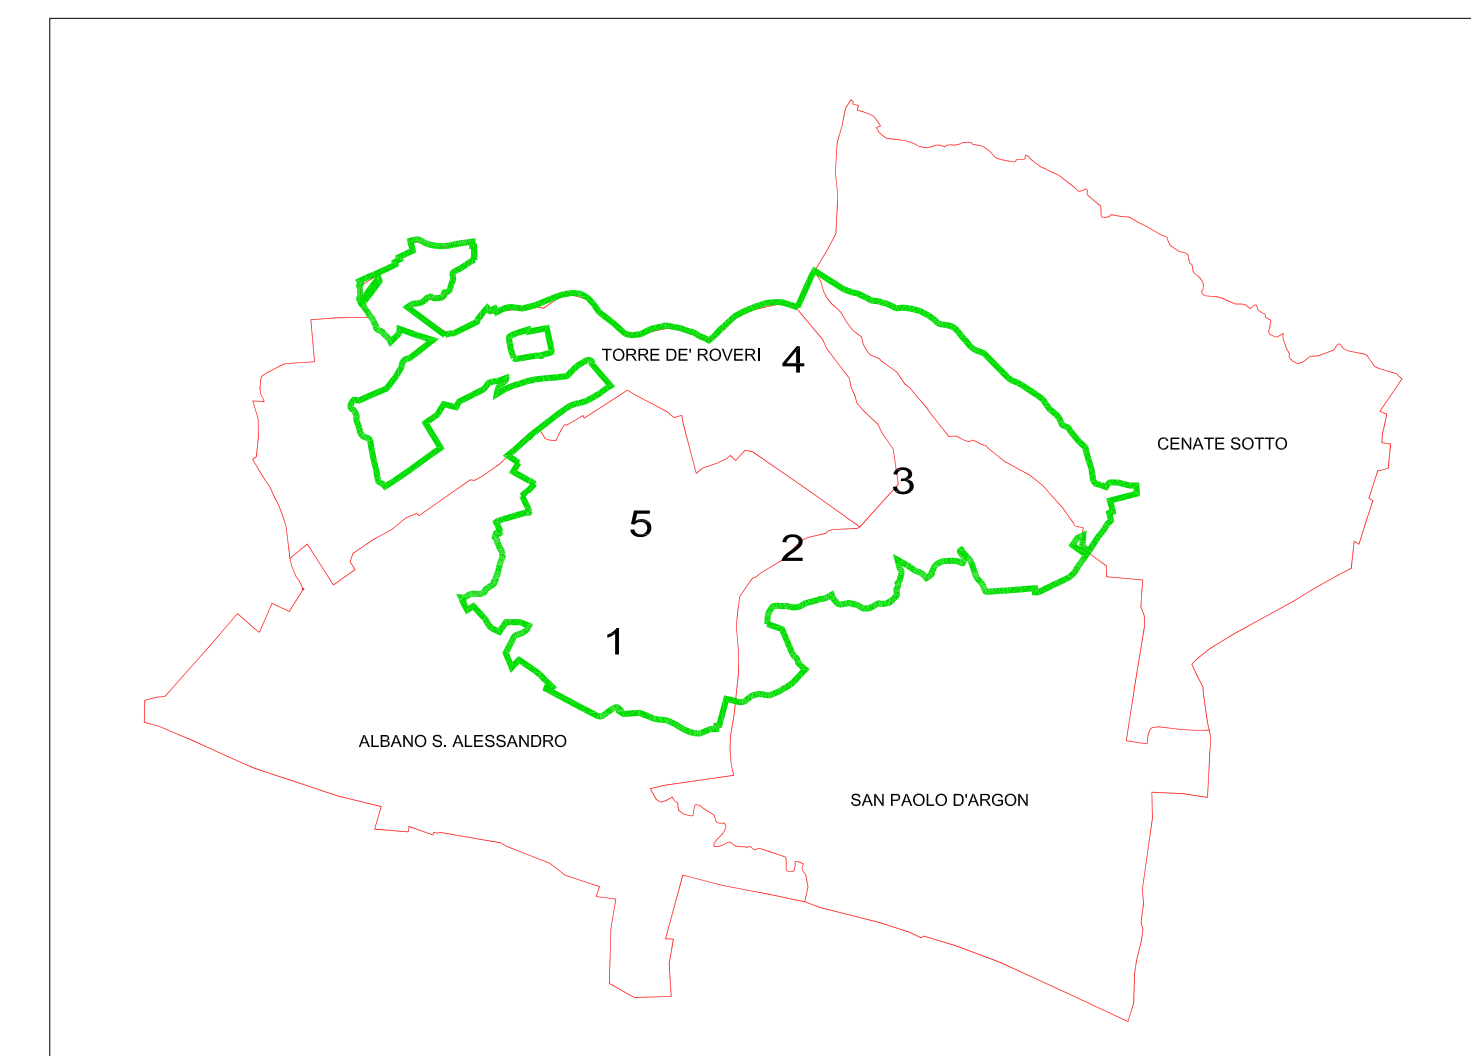 TORRE DE' ROVERI
4
CENATE SOTTO
3
5
2
1
ALBANO S. ALESSANDRO
SAN PAOLO D'ARGON